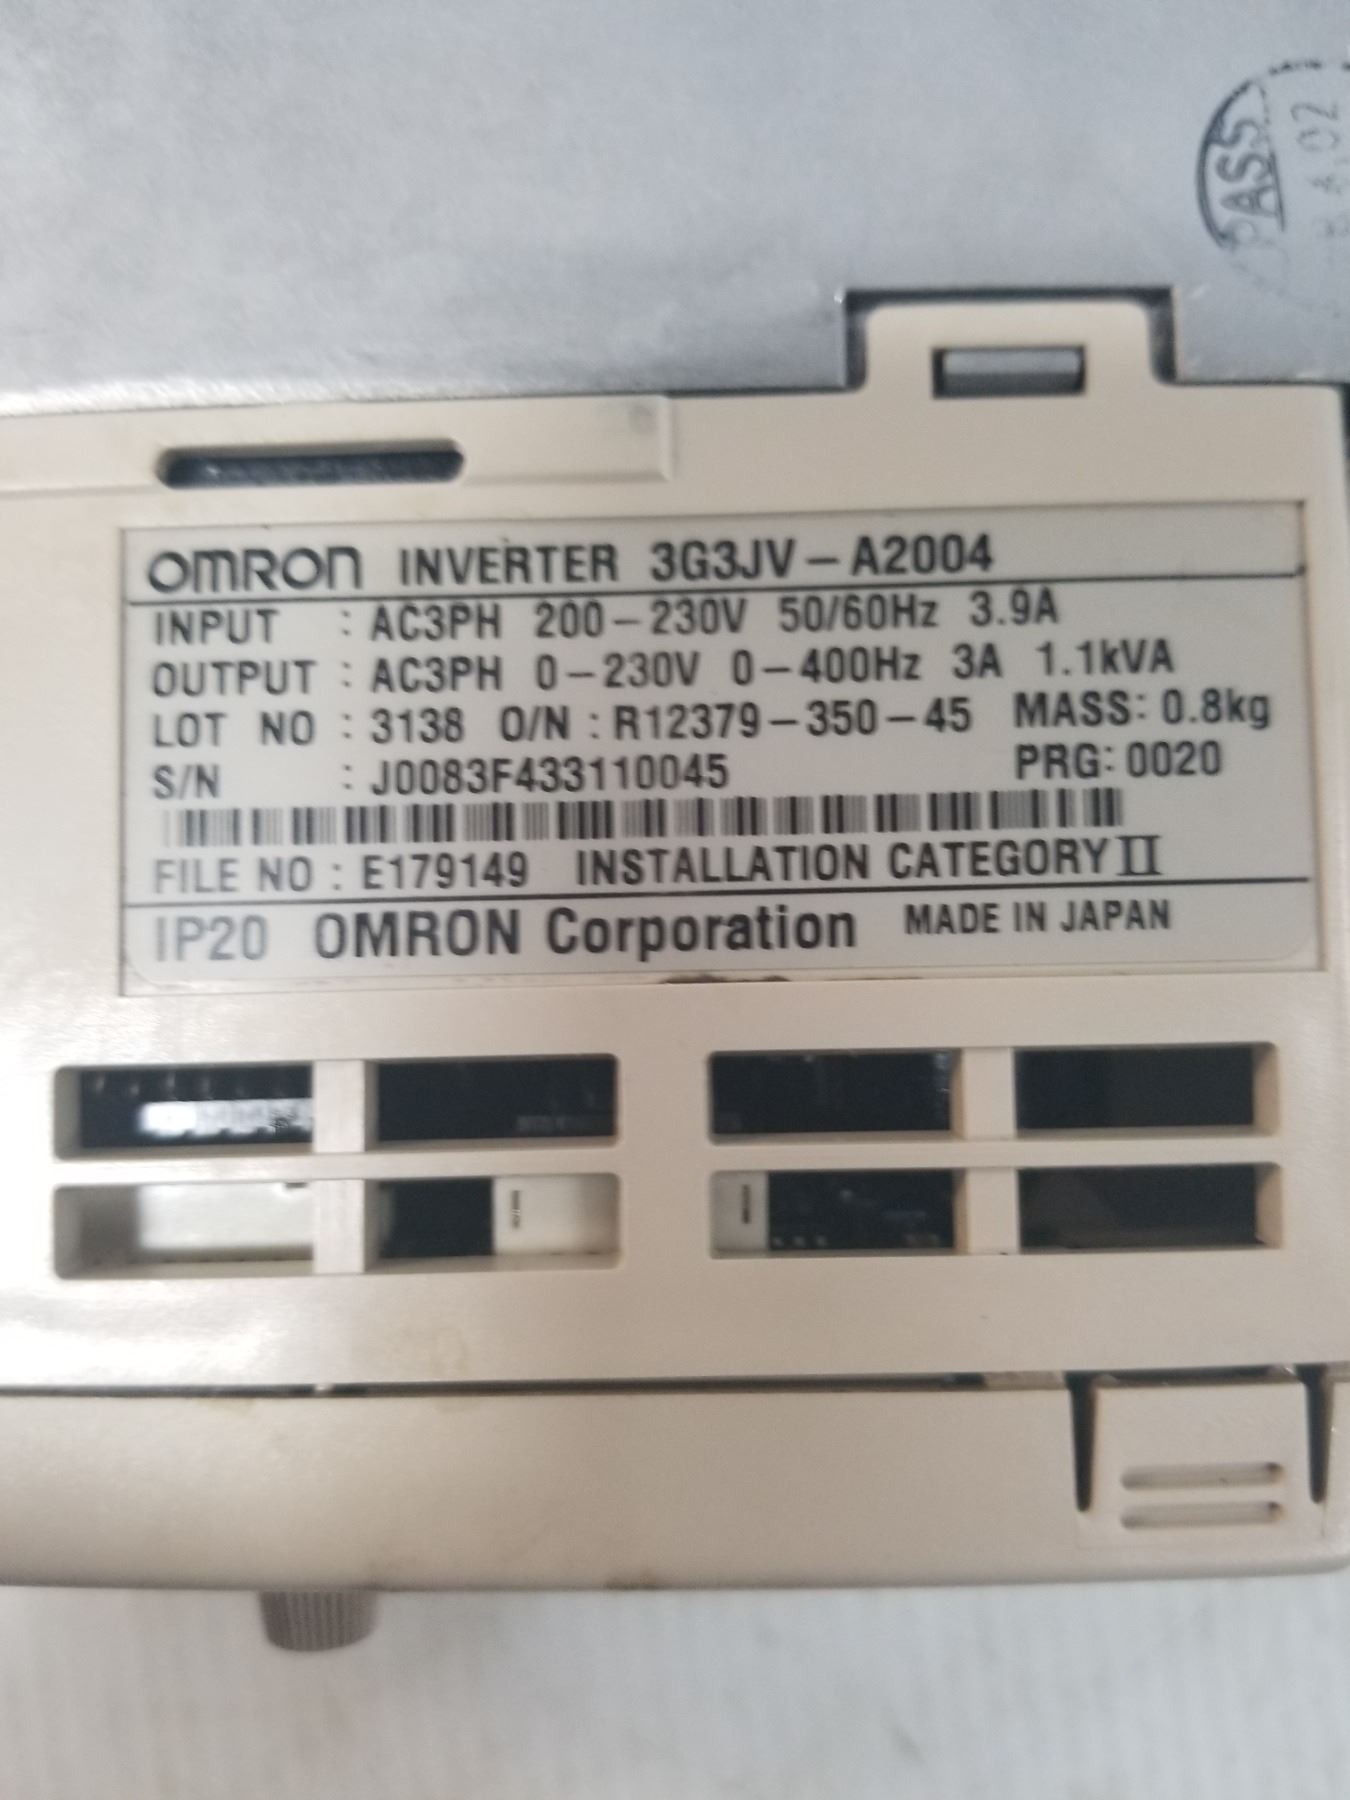 PASS
OMRON INVERTER 3G3JV-A2004
INPUT : AC3PH 200-230V 50/60Hz 3.9A
OUTPUT : AC3PH 0-230V 0-400Hz 3A 1.1kVA
LOT NO : 3138 O/N : R12379-350-45 MASS: 0.8kg
S/N : J0083F433110045 PRG: 0020
FILE NO : E179149 INSTALLATION CATEGORY II
IP20 OMRON Corporation MADE IN JAPAN